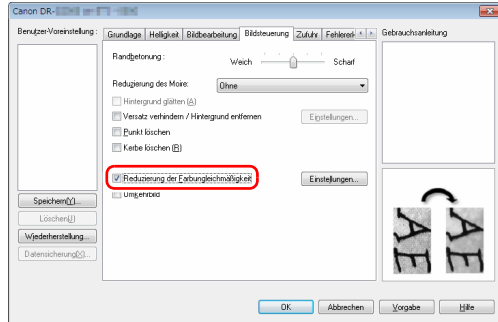 Canon DR-
Benutzer-Voreinstellung :
Grundlage Helligkeit Bildbearbeitung Bildsteuerung Zufuhr
Gebrauchsanleitung
Randbetonung :
Weich
Scharf
Reduzierung des Moire:
Ohne
Hintergrund glätten (A)
Versatz verhindern / Hintergrund entfernen
Einstellungen...
Punkt löschen
Kerbe löschen (R)
Reduzierung der Farbungleichmäßigkeit
Einstellungen...
Umkehrbild
Speichern(Y)...
Löschen(J)
Wiederherstellung...
Datensicherung(X)...
AE
AE
OK Abbrechen Vorgabe Hilfe